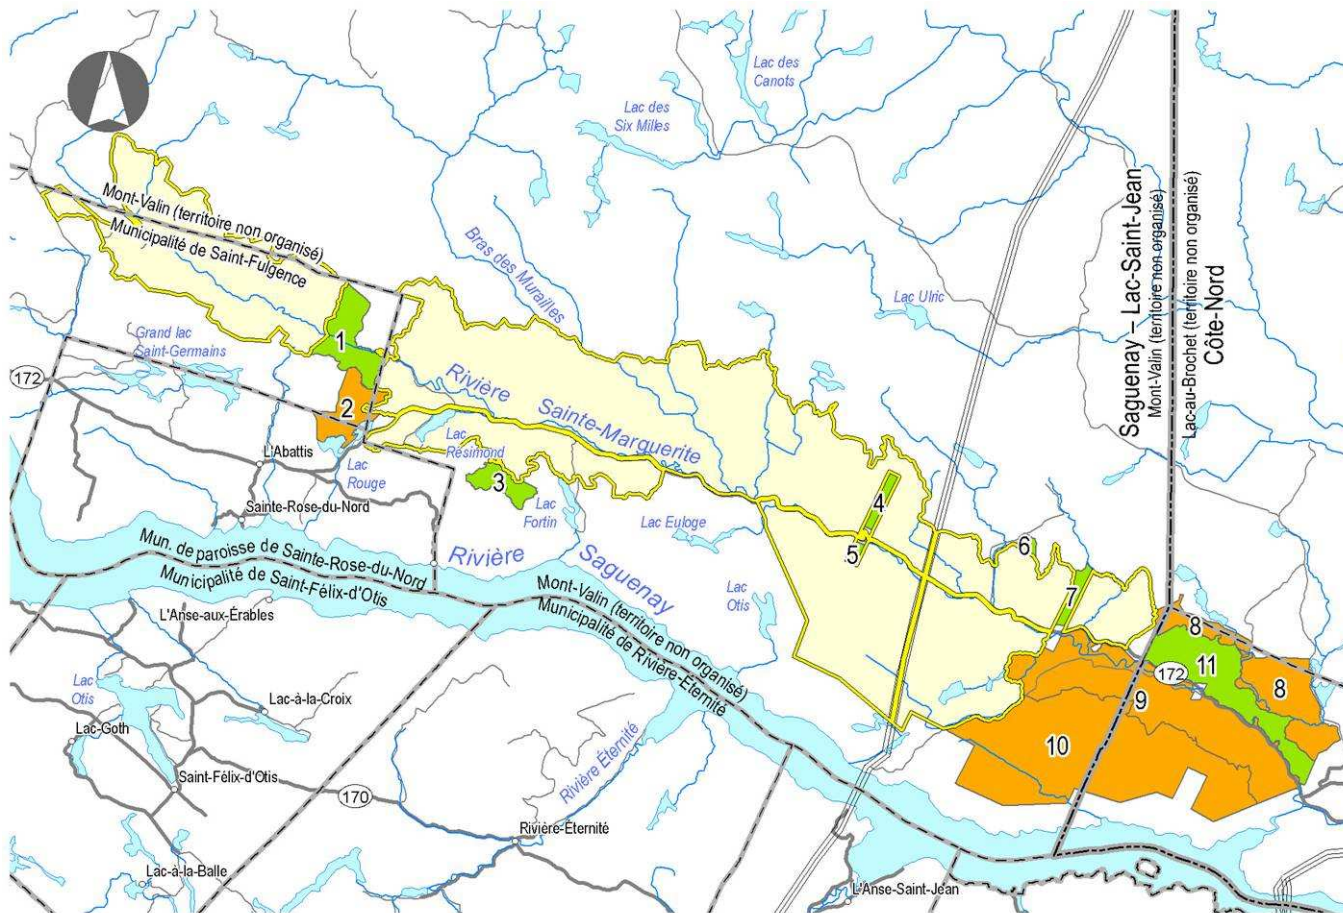 Lac des
Canots
Lac des
Six Milles
Mont-Valin (territoire non organisé)
Municipalité de Saint-Fulgence
Bras des Murailles
Saguenay – Lac-Saint-Jean
Mont-Valin (territoire non organisé)
Lac-au-Brochet (territoire non organisé)
Côte-Nord
Lac Ulric
Grand lac
Saint-Germains
1
172
2
Rivière
Sainte-Marguerite
L'Abattis
Lac
Résimond
Lac
Rouge
3
Lac
Fortin
Sainte-Rose-du-Nord
4
5
Lac Euloge
6
7
Mun. de paroisse de Sainte-Rose-du-Nord
Municipalité de Saint-Félix-d'Otis
Rivière
Saguenay
Mont-Valin (territoire non organisé)
Municipalité de Rivière-Éternité
Lac
Otis
8
11
172
8
9
10
L'Anse-aux-Érables
Lac
Otis
Lac-à-la-Croix
Lac-Goth
Saint-Félix-d'Otis
170
Rivière Éternité
Rivière-Éternité
Lac-à-la-Balle
L'Anse-Saint-Jean